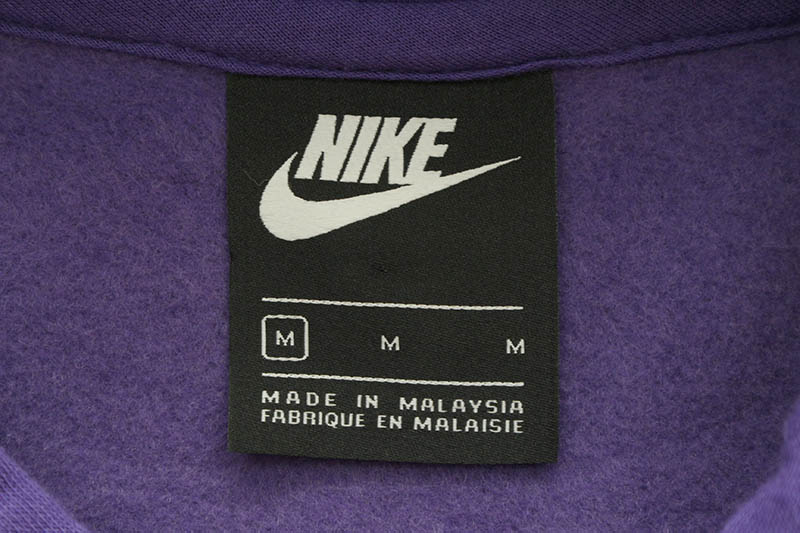 NIKE
M M M
MADE IN MALAYSIA
FABRIQUE EN MALAISIE